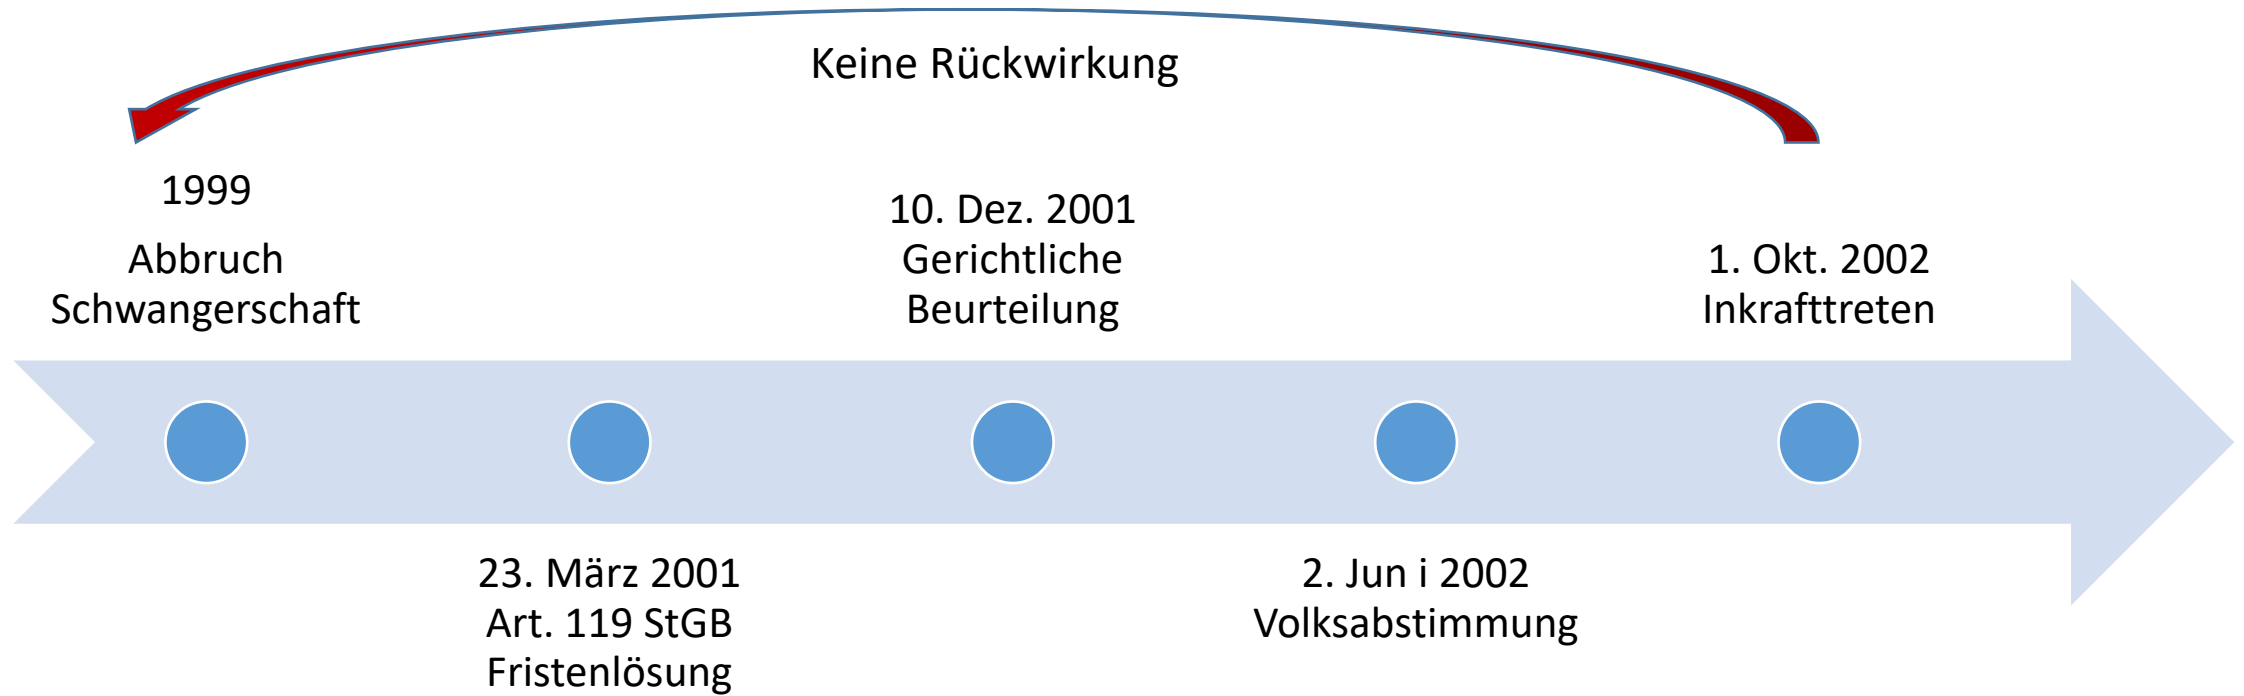 Keine Rückwirkung
1999
Abbruch
Schwangerschaft
23. März 2001
Art. 119 StGB
Fristenlösung
10. Dez. 2001
Gerichtliche
Beurteilung
2. Jun i 2002
Volksabstimmung
1. Okt. 2002
Inkrafttreten